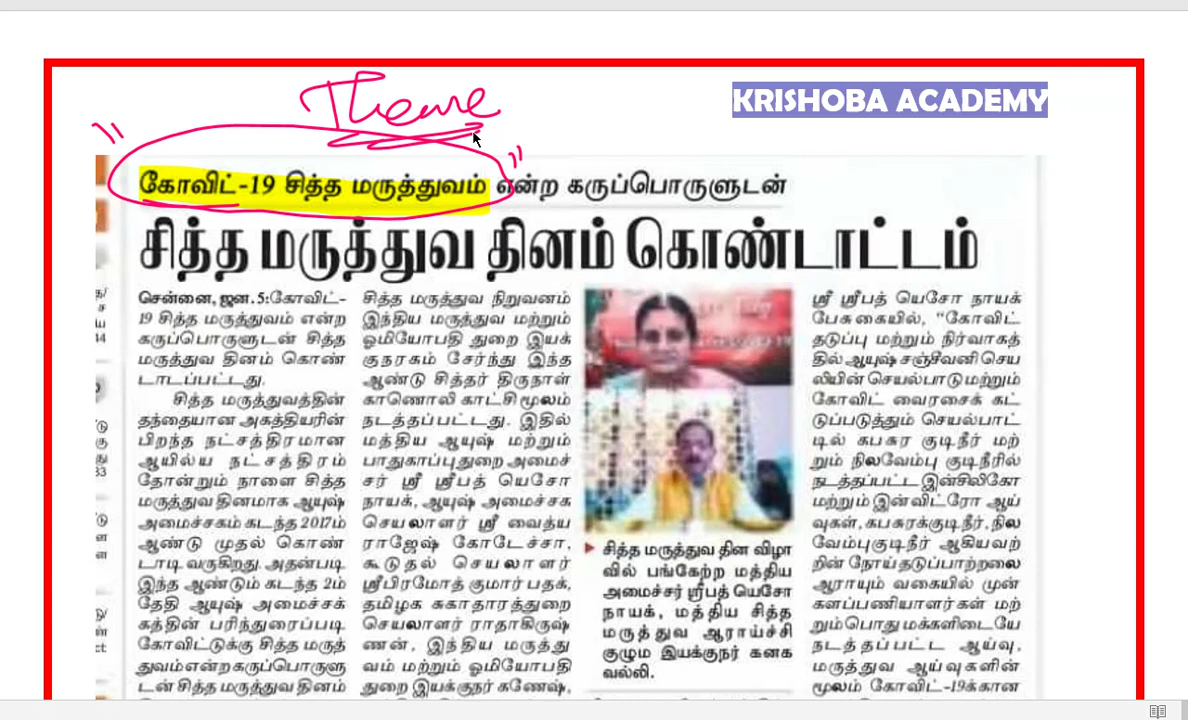 Theme
KRISHOBA ACADEMY
கோவிட்-19 சித்த மருத்துவம் என்ற கருப்பொருளுடன்
சித்த மருத்துவ தினம் கொண்டாட்டம்
சென்னை, ஜன. 5:கோவிட்-
19 சித்த மருத்துவம் என்ற
கருப்பொருளுடன் சித்த
மருத்துவ தினம் கொண்
டாடப்பட்டது.
சித்த மருத்துவத்தின்
தந்தையான அகத்தியரின்
பிறந்த நட்சத்திரமான
ஆயில்ய நட்சத்திரம்
தோன்றும் நாளை சித்த
மருத்துவ தினமாக ஆயுஷ்
அமைச்சகம் கடந்த 2017ம்
ஆண்டு முதல் கொண்
டாடி வருகிறது. அதன்படி
இந்த ஆண்டும் கடந்த 2ம்
தேதி ஆயுஷ் அமைச்சக
கத்தின் பரிந்துரைப்படி
கோவிட்டுக்கு சித்த மருத்
துவம் என்ற கருப்பொருளு
டன் சித்த மருத்துவ தினம்
சித்த மருத்துவ நிறுவனம்
இந்திய மருத்துவ மற்றும்
ஓமியோபதி துறை இயக்
குநரகம் சேர்ந்து இந்த
ஆண்டு சித்தர் திருநாள்
காணொலி காட்சி மூலம்
நடத்தப்பட்டது. இதில்
மத்திய ஆயுஷ் மற்றும்
பாதுகாப்பு துறை அமைச்
சர் ஸ்ரீ ஸ்ரீபத் யெசோ
நாயக், ஆயுஷ் அமைச்சக
செயலாளர் ஸ்ரீ வைத்ய
ராஜேஷ் கோடேச்சா,
கூடுதல் செயலாளர்
ஸ்ரீபிரமோத் குமார் பதக்,
தமிழக சுகாதாரத்துறை
செயலாளர் ராதாகிருஷ்
ணன், இந்திய மருத்து
வம் மற்றும் ஓமியோபதி
துறை இயக்குநர் கணேஷ்,
சித்த மருத்துவ தின விழா
வில் பங்கேற்ற மத்திய
அமைச்சர் ஸ்ரீபத் யெசோ
நாயக், மத்திய சித்த
மருத்துவ ஆராய்ச்சி
குழும இயக்குநர் கனக
வல்லி.
ஸ்ரீ ஸ்ரீபத் யெசோ நாயக்
பேசுகையில், "கோவிட்
தடுப்பு மற்றும் நிர்வாகத்
தில் ஆயுஷ் சஞ்சீவனி செய
லியின் செயல்பாடு மற்றும்
கோவிட் வைரசைக் கட்
டுப்படுத்தும் செயல்பாட்
டில் கபசுர குடிநீர் மற்
றும் நிலவேம்பு குடிநீரில்
நடத்தப்பட்ட இன்சிலிகோ
மற்றும் இன் விட்ரோ ஆய்
வுகள், கபசுரக்குடிநீர், நில
வேம்பு குடிநீர் ஆகியவற்
றின் நோய் தடுப்பாற்றலை
ஆராயும் வகையில் முன்
களப்பணியாளர்கள் மற்
றும் பொது மக்களிடையே
நடத்தப்பட்ட ஆய்வு,
மருத்துவ ஆய்வுகளின்
மூலம் கோவிட்-19க்கான